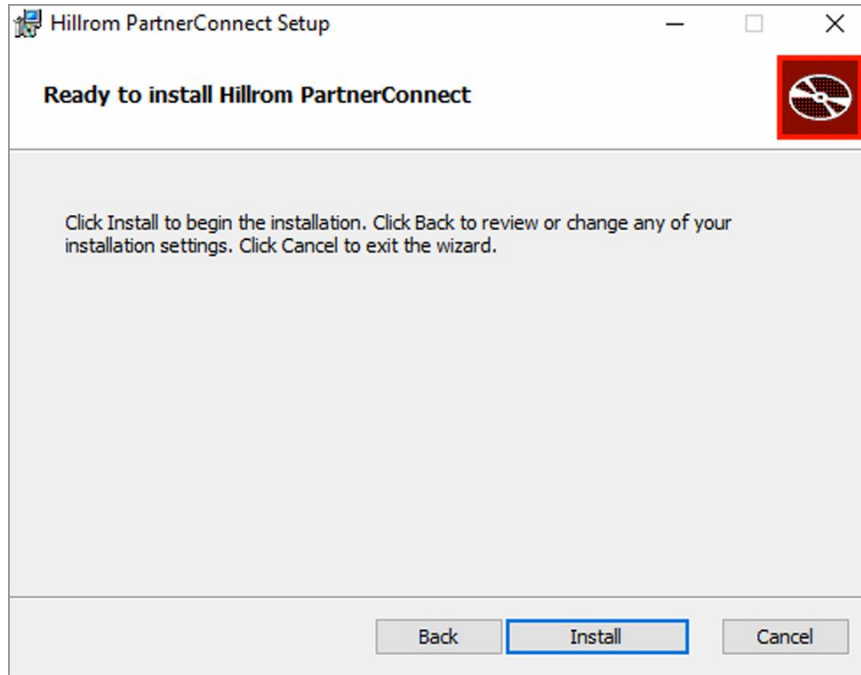 Hillrom PartnerConnect Setup
Ready to install Hillrom PartnerConnect
Click Install to begin the installation. Click Back to review or change any of your
installation settings. Click Cancel to exit the wizard.
Back Install Cancel